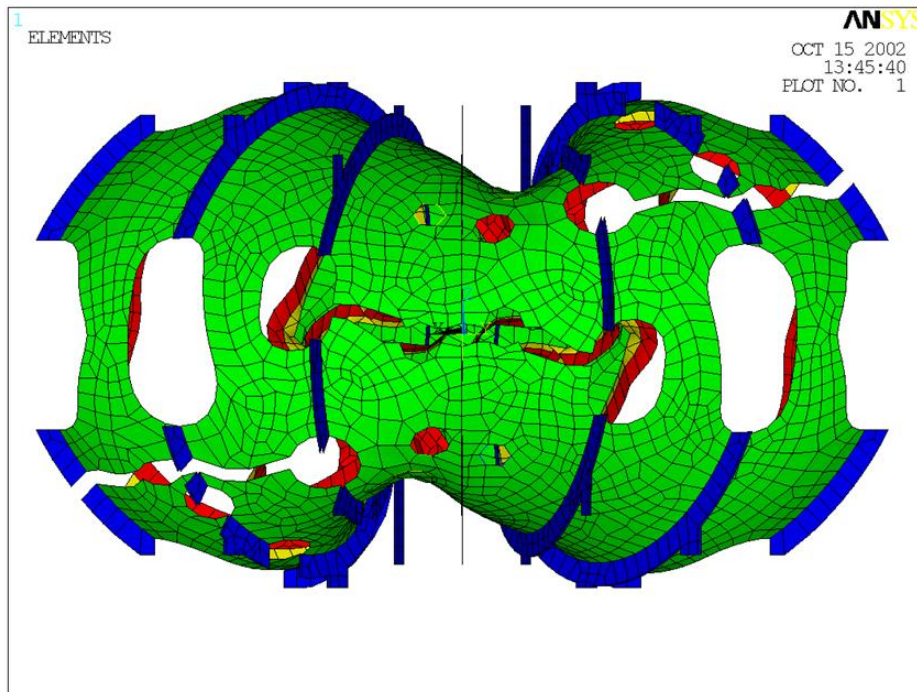 1
ELEMENTS
ANSYS
OCT 15 2002
13:45:40
PLOT NO. 1